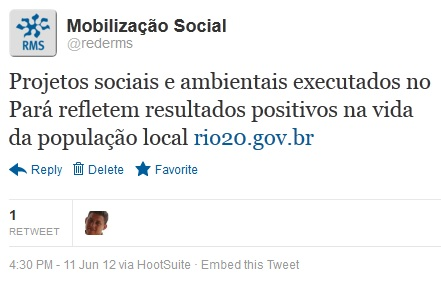 RMS
Mobilização Social
@rederms
Projetos sociais e ambientais executados no
Pará refletem resultados positivos na vida
da população local rio20.gov.br
Reply Delete Favorite
1
RETWEET
4:30 PM - 11 Jun 12 via HootSuite · Embed this Tweet